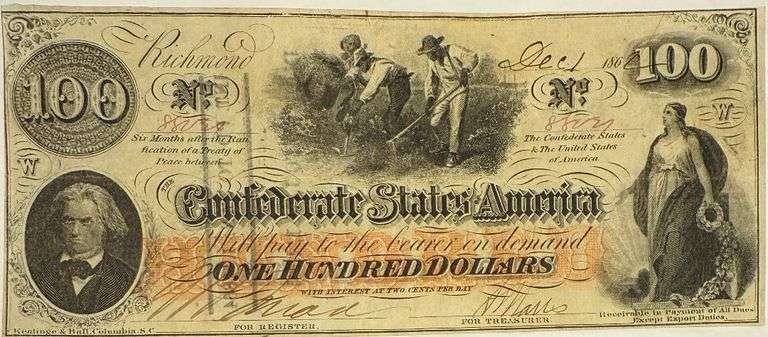 Richmond
Dec 1 186
100
100
No
No
Six Months after the Rati
fication of a Treaty of
Peace between
The Confederate States
& The United States
of America
W
W
THE
Confederate States of America
Will pay to the bearer on demand
ONE HUNDRED DOLLARS
WITH INTEREST AT TWO CENTS PER DAY
FOR REGISTER.
FOR TREASURER
Receivable in Payment of All Dues
Except Export Duties.
Keatinge & Ball, Columbia, S.C.